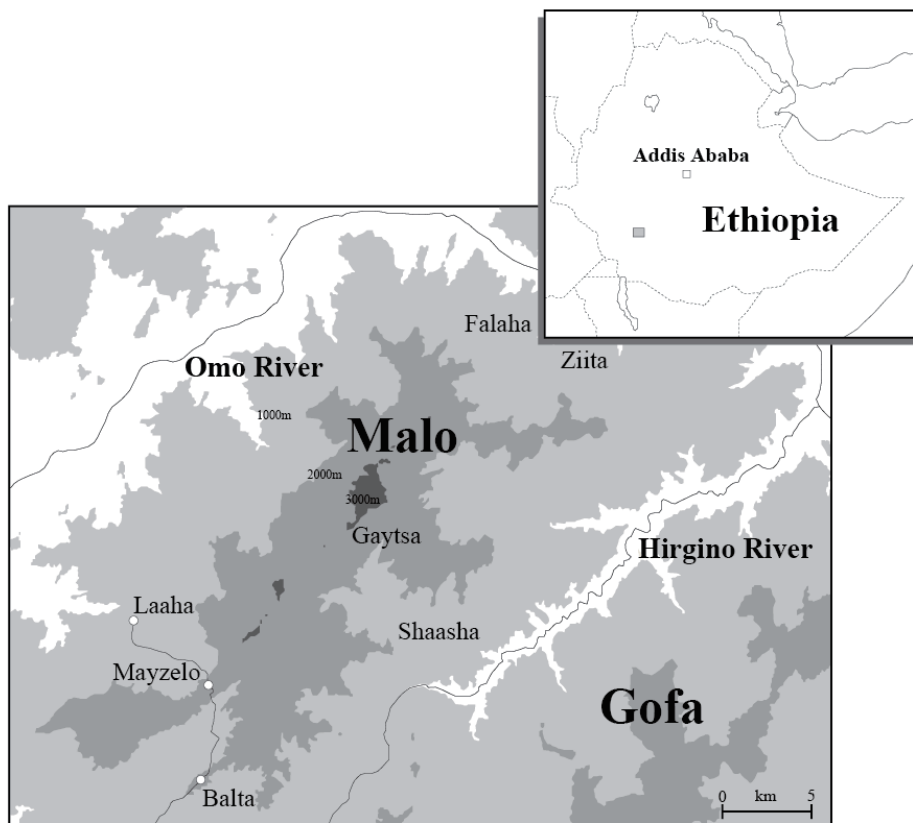 Addis Ababa
Ethiopia
Falaha
Ziita
Omo River
1000m
Malo
2000m
3000m
Gaytsa
Hirgino River
Laaha
Shaasha
Mayzelo
Gofa
Balta
0 km 5